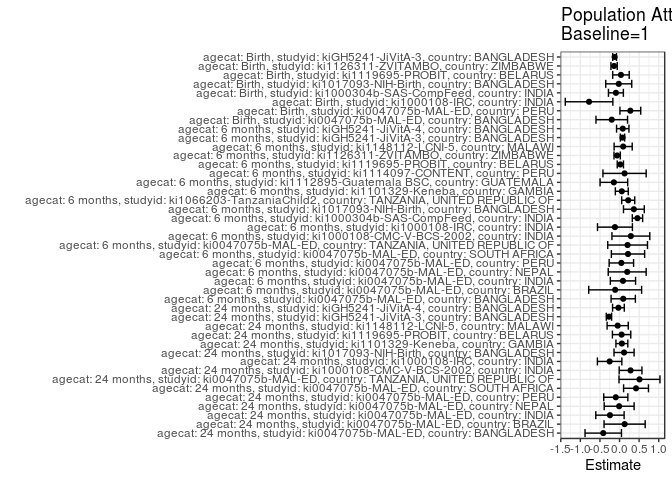 Population Att
Baseline=1
agecat: Birth, studyid: kiGH5241-JiVitA-3, country: BANGLADESH
agecat: Birth, studyid: ki1126311-ZVITAMBO, country: ZIMBABWE
agecat: Birth, studyid: ki1119695-PROBIT, country: BELARUS
agecat: Birth, studyid: ki1017093-NIH-Birth, country: BANGLADESH
agecat: Birth, studyid: ki1000304b-SAS-CompFeed, country: INDIA
agecat: Birth, studyid: ki1000108-IRC, country: INDIA
agecat: Birth, studyid: ki0047075b-MAL-ED, country: PERU
agecat: Birth, studyid: ki0047075b-MAL-ED, country: BANGLADESH
agecat: 6 months, studyid: kiGH5241-JiVitA-4, country: BANGLADESH
agecat: 6 months, studyid: kiGH5241-JiVitA-3, country: BANGLADESH
agecat: 6 months, studyid: ki1148112-LCNI-5, country: MALAWI
agecat: 6 months, studyid: ki1126311-ZVITAMBO, country: ZIMBABWE
agecat: 6 months, studyid: ki1119695-PROBIT, country: BELARUS
agecat: 6 months, studyid: ki1114097-CONTENT, country: PERU
agecat: 6 months, studyid: ki1112895-Guatemala BSC, country: GUATEMALA
agecat: 6 months, studyid: ki1101329-Keneba, country: GAMBIA
agecat: 6 months, studyid: ki1066203-TanzaniaChild2, country: TANZANIA, UNITED REPUBLIC OF
agecat: 6 months, studyid: ki1017093-NIH-Birth, country: BANGLADESH
agecat: 6 months, studyid: ki1000304b-SAS-CompFeed, country: INDIA
agecat: 6 months, studyid: ki1000108-IRC, country: INDIA
agecat: 6 months, studyid: ki1000108-CMC-V-BCS-2002, country: INDIA
agecat: 6 months, studyid: ki0047075b-MAL-ED, country: TANZANIA, UNITED REPUBLIC OF
agecat: 6 months, studyid: ki0047075b-MAL-ED, country: SOUTH AFRICA
agecat: 6 months, studyid: ki0047075b-MAL-ED, country: PERU
agecat: 6 months, studyid: ki0047075b-MAL-ED, country: NEPAL
agecat: 6 months, studyid: ki0047075b-MAL-ED, country: INDIA
agecat: 6 months, studyid: ki0047075b-MAL-ED, country: BRAZIL
agecat: 6 months, studyid: ki0047075b-MAL-ED, country: BANGLADESH
agecat: 24 months, studyid: kiGH5241-JiVitA-4, country: BANGLADESH
agecat: 24 months, studyid: kiGH5241-JiVitA-3, country: BANGLADESH
agecat: 24 months, studyid: ki1148112-LCNI-5, country: MALAWI
agecat: 24 months, studyid: ki1119695-PROBIT, country: BELARUS
agecat: 24 months, studyid: ki1101329-Keneba, country: GAMBIA
agecat: 24 months, studyid: ki1017093-NIH-Birth, country: BANGLADESH
agecat: 24 months, studyid: ki1000108-IRC, country: INDIA
agecat: 24 months, studyid: ki1000108-CMC-V-BCS-2002, country: INDIA
agecat: 24 months, studyid: ki0047075b-MAL-ED, country: TANZANIA, UNITED REPUBLIC OF
agecat: 24 months, studyid: ki0047075b-MAL-ED, country: SOUTH AFRICA
agecat: 24 months, studyid: ki0047075b-MAL-ED, country: PERU
agecat: 24 months, studyid: ki0047075b-MAL-ED, country: NEPAL
agecat: 24 months, studyid: ki0047075b-MAL-ED, country: INDIA
agecat: 24 months, studyid: ki0047075b-MAL-ED, country: BRAZIL
agecat: 24 months, studyid: ki0047075b-MAL-ED, country: BANGLADESH
-1.5 -1.0 -0.5 0.0 0.5 1.0
Estimate